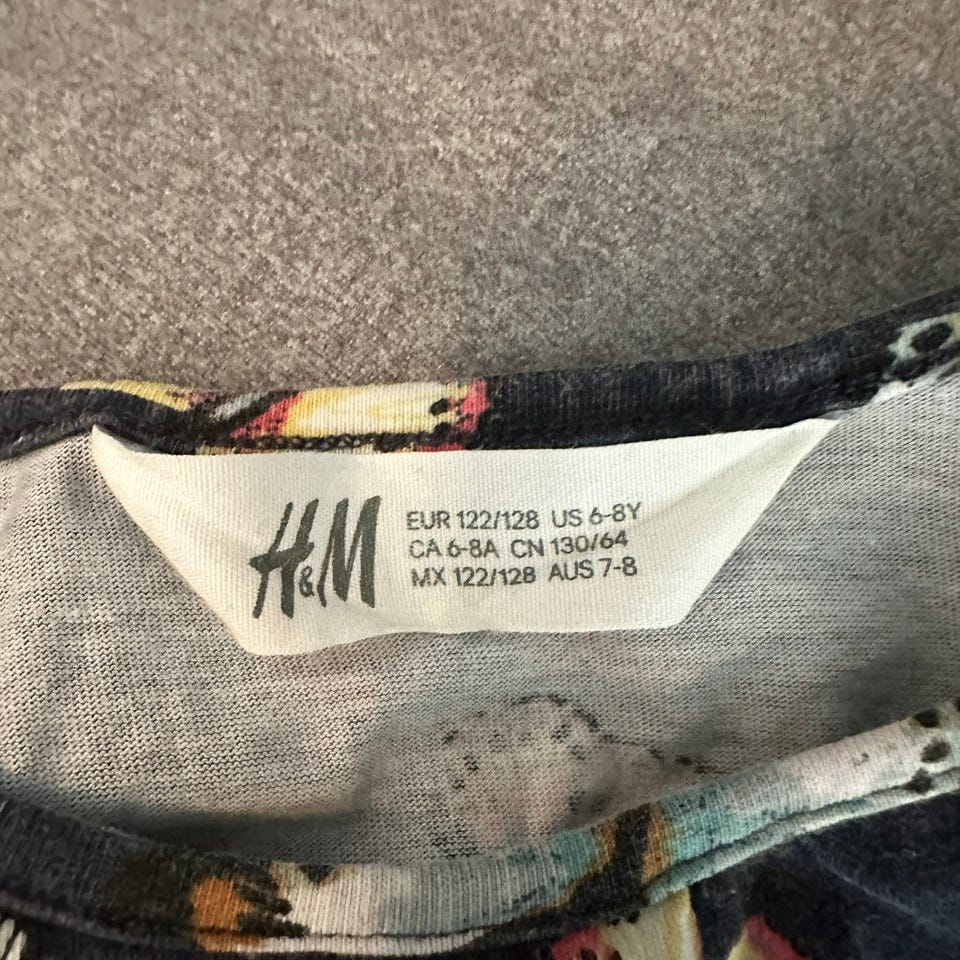 H&M
EUR 122/128 US 6-8Y
CA 6-8A CN 130/64
MX 122/128 AUS 7-8